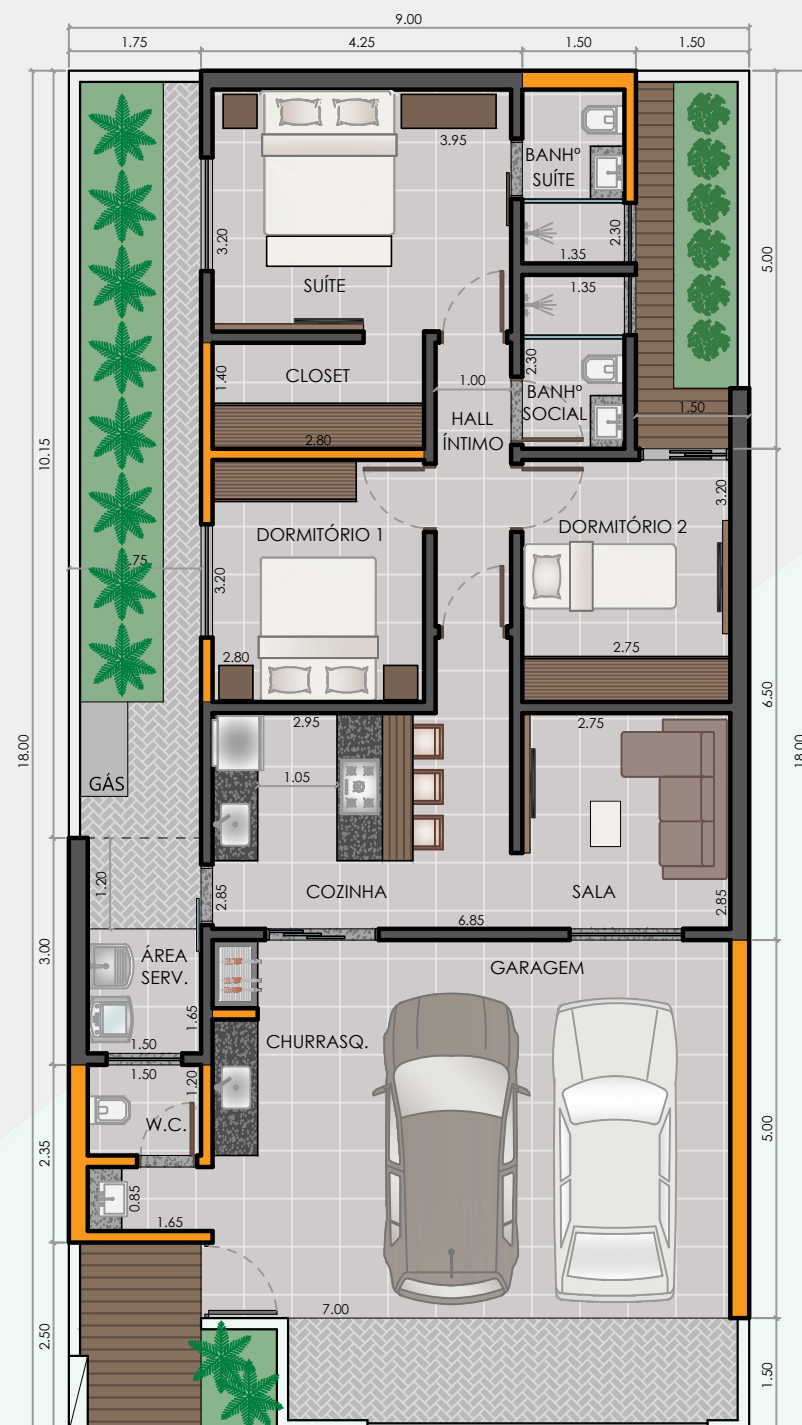 9.00
1.75
4.25
1.50
1.50
3.95
BANHº
SUÍTE
3.20
2.30
1.35
5.00
SUÍTE
1.35
CLOSET
1.40
1.00
2.30
BANHº
SOCIAL
HALL
ÍNTIMO
1.50
2.80
10.15
3.20
DORMITÓRIO 1
DORMITÓRIO 2
.75
3.20
2.80
2.75
6.50
2.95
2.75
18.00
18.00
1.05
GÁS
1.20
2.85
COZINHA
SALA
2.85
6.85
3.00
ÁREA
SERV.
GARAGEM
1.65
1.50
CHURRASQ.
1.50
1.20
W.C.
5.00
2.35
0.85
1.65
7.00
2.50
1.50